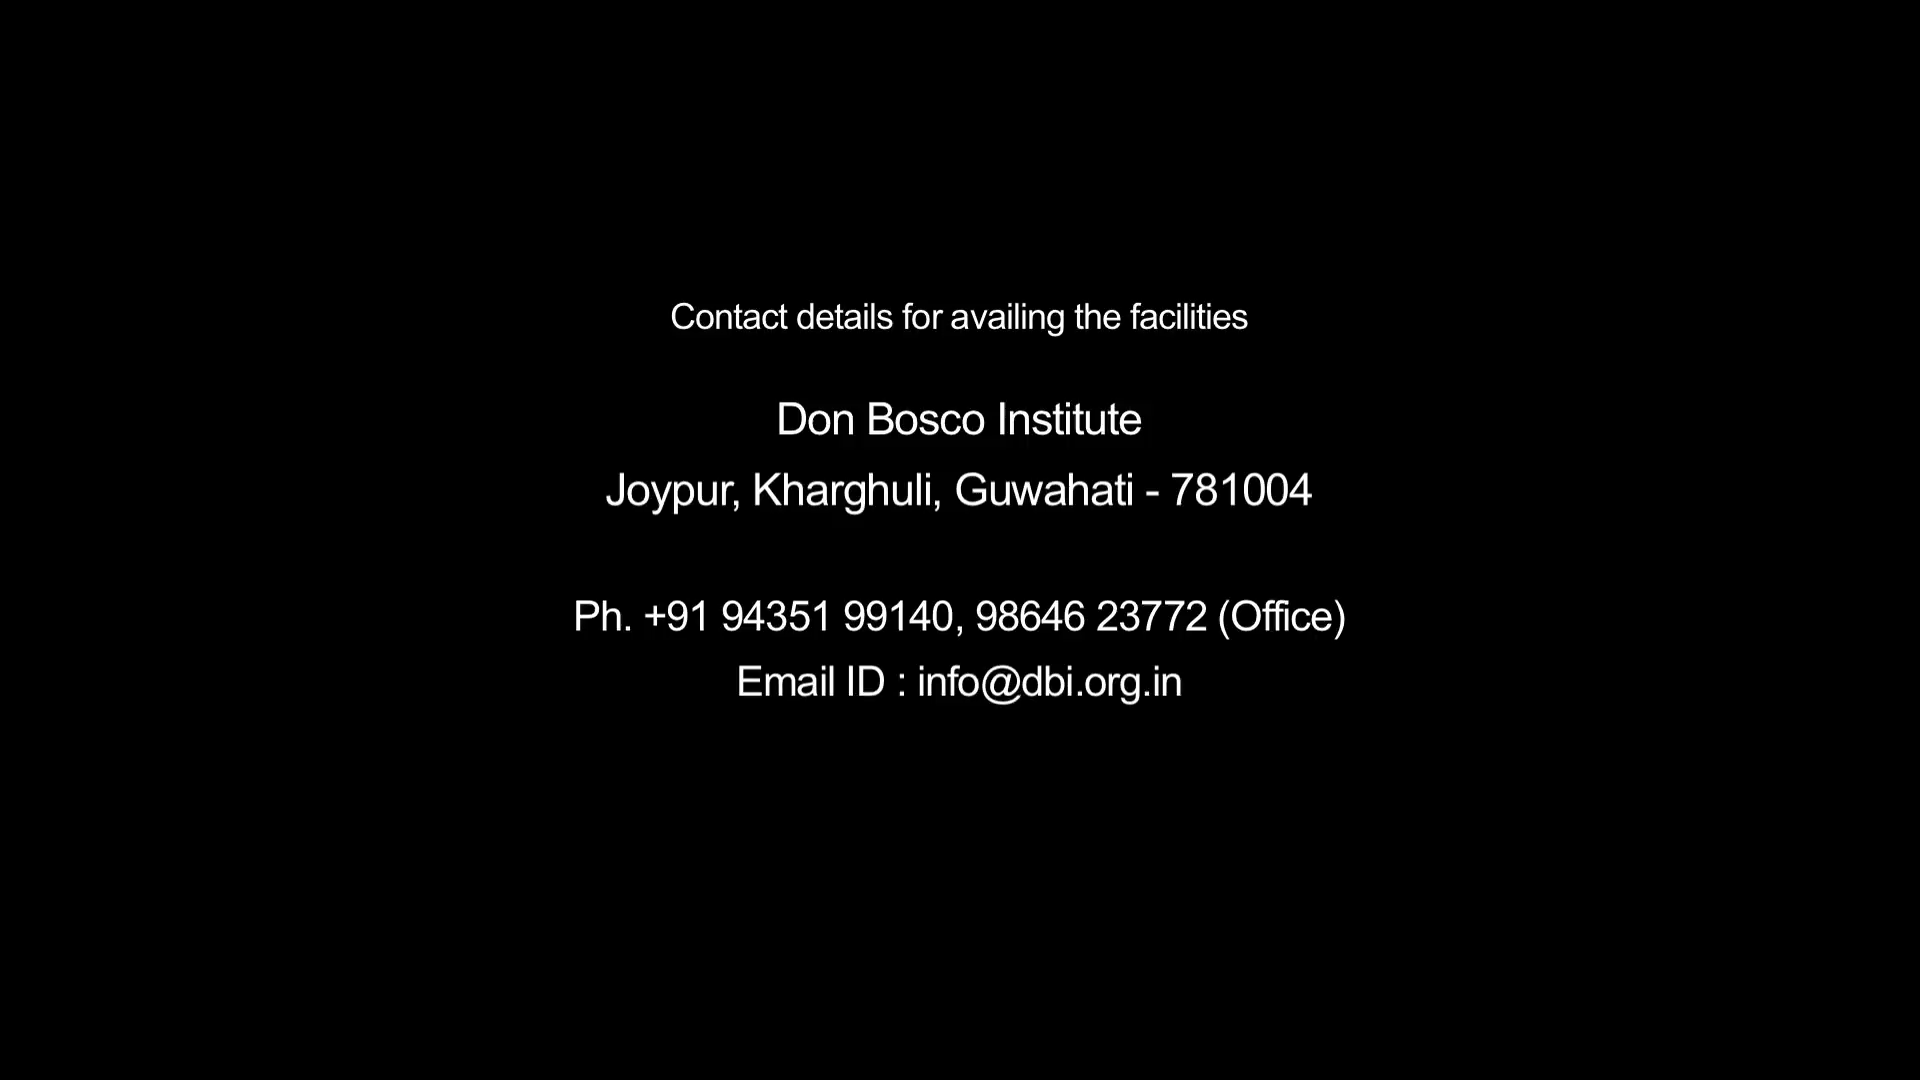 Contact details for availing the facilities
Don Bosco Institute
Joypur, Kharghuli, Guwahati - 781004
Ph. +91 94351 99140, 98646 23772 (Office)
Email ID : info@dbi.org.in